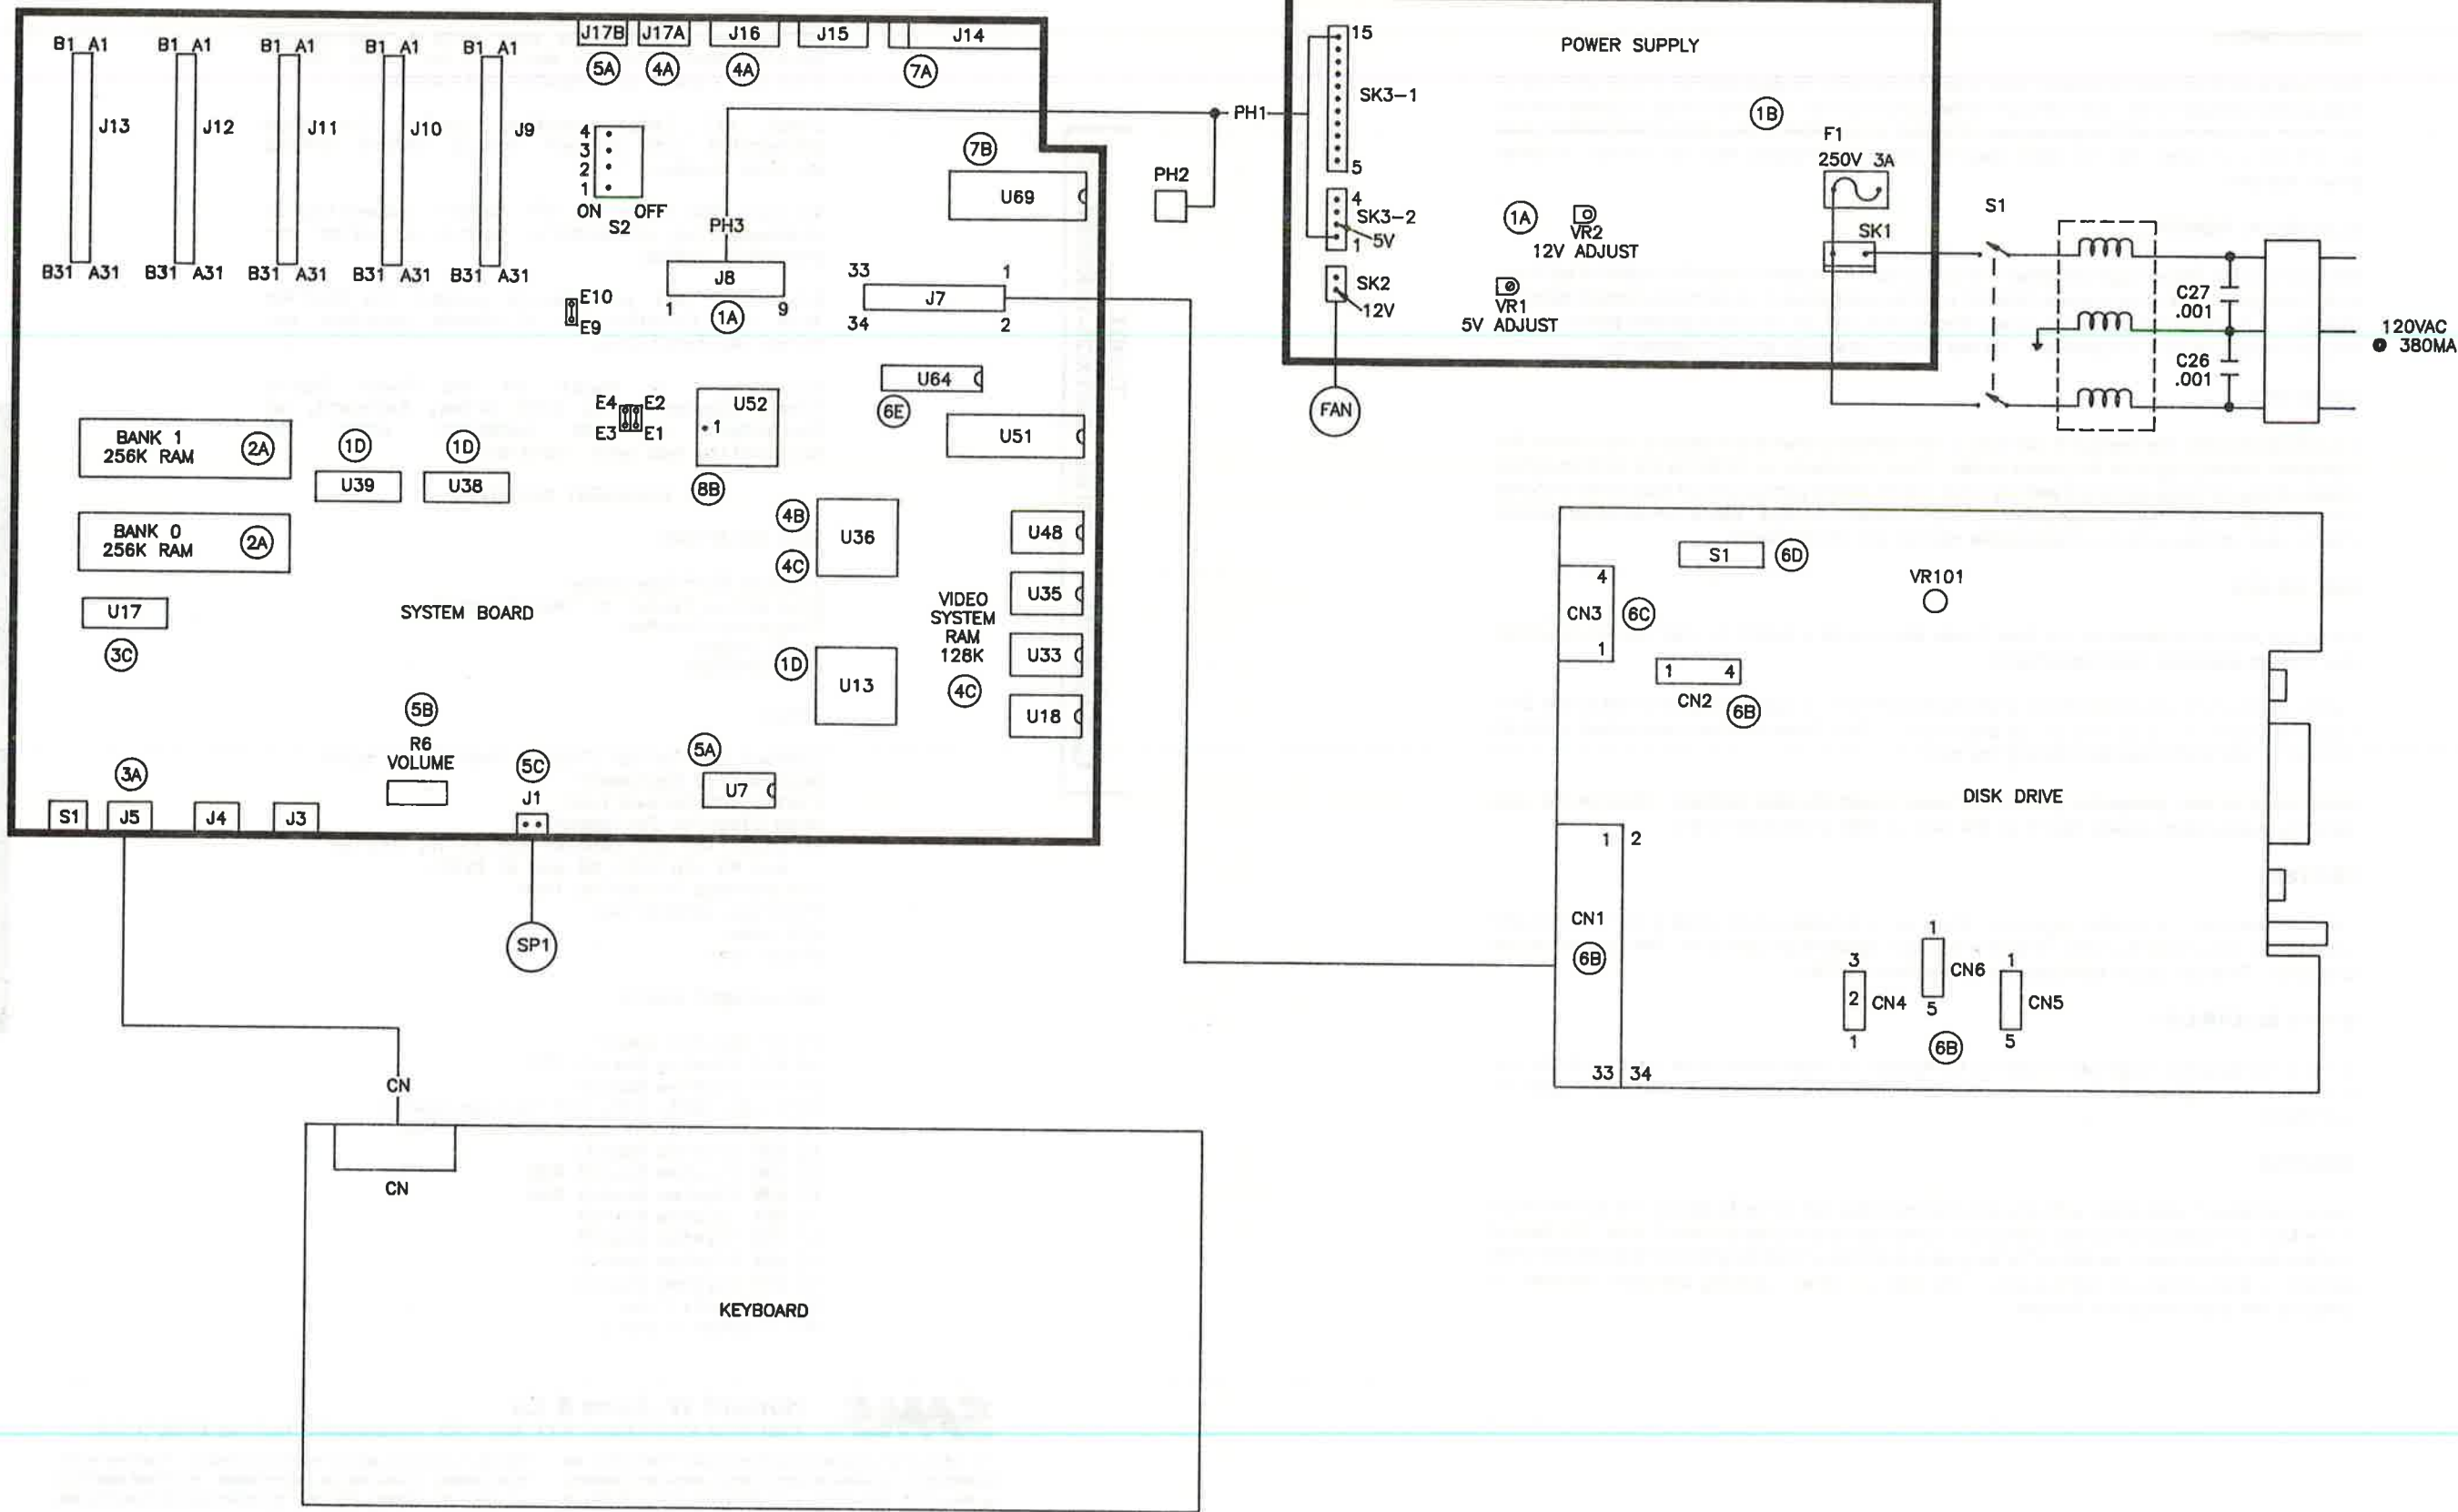 J17B J17A J16 J15 J14
5A 4A 4A 7A
B1 A1 B1 A1 B1 A1 B1 A1 B1 A1
J13 J12 J11 J10 J9
B31 A31 B31 A31 B31 A31 B31 A31 B31 A31
4
3
2
1
ON OFF
S2
PH3
J8
1 9
1A
7B
U69
33 1
J7
34 2
E10
E9
U64
6E
U51
E4 E2
E3 E1
U52
1
8B
BANK 1
256K RAM
2A
1D
U39
1D
U38
BANK 0
256K RAM
2A
U17
3C
SYSTEM BOARD
4B
4C
U36
1D
U13
VIDEO
SYSTEM
RAM
128K
4C
U48
U35
U33
U18
5B
R6
VOLUME
5C
J1
5A
U7
3A
S1 J5 J4 J3
SP1
CN
CN
KEYBOARD
PH1
PH2
POWER SUPPLY
15
SK3-1
5
4
SK3-2
5V
1
SK2
12V
FAN
1B
1A
VR2
12V ADJUST
VR1
5V ADJUST
F1
250V 3A
SK1
S1
C27
.001
C26
.001
120VAC
@ 380MA
S1 6D
4
CN3
1
6C
1 4
CN2
6B
VR101
DISK DRIVE
1 2
CN1
6B
33 34
3
2
1
CN4
1
CN6
5
1
CN5
5
6B